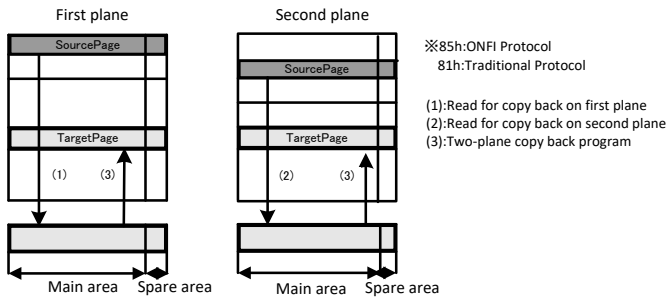 First plane
Second plane
SourcePage
SourcePage
TargetPage
TargetPage
(1)
(3)
(2)
(3)
Main area
Spare area
Main area
Spare area
※85h:ONFI Protocol
81h:Traditional Protocol
(1):Read for copy back on first plane
(2):Read for copy back on second plane
(3):Two-plane copy back program